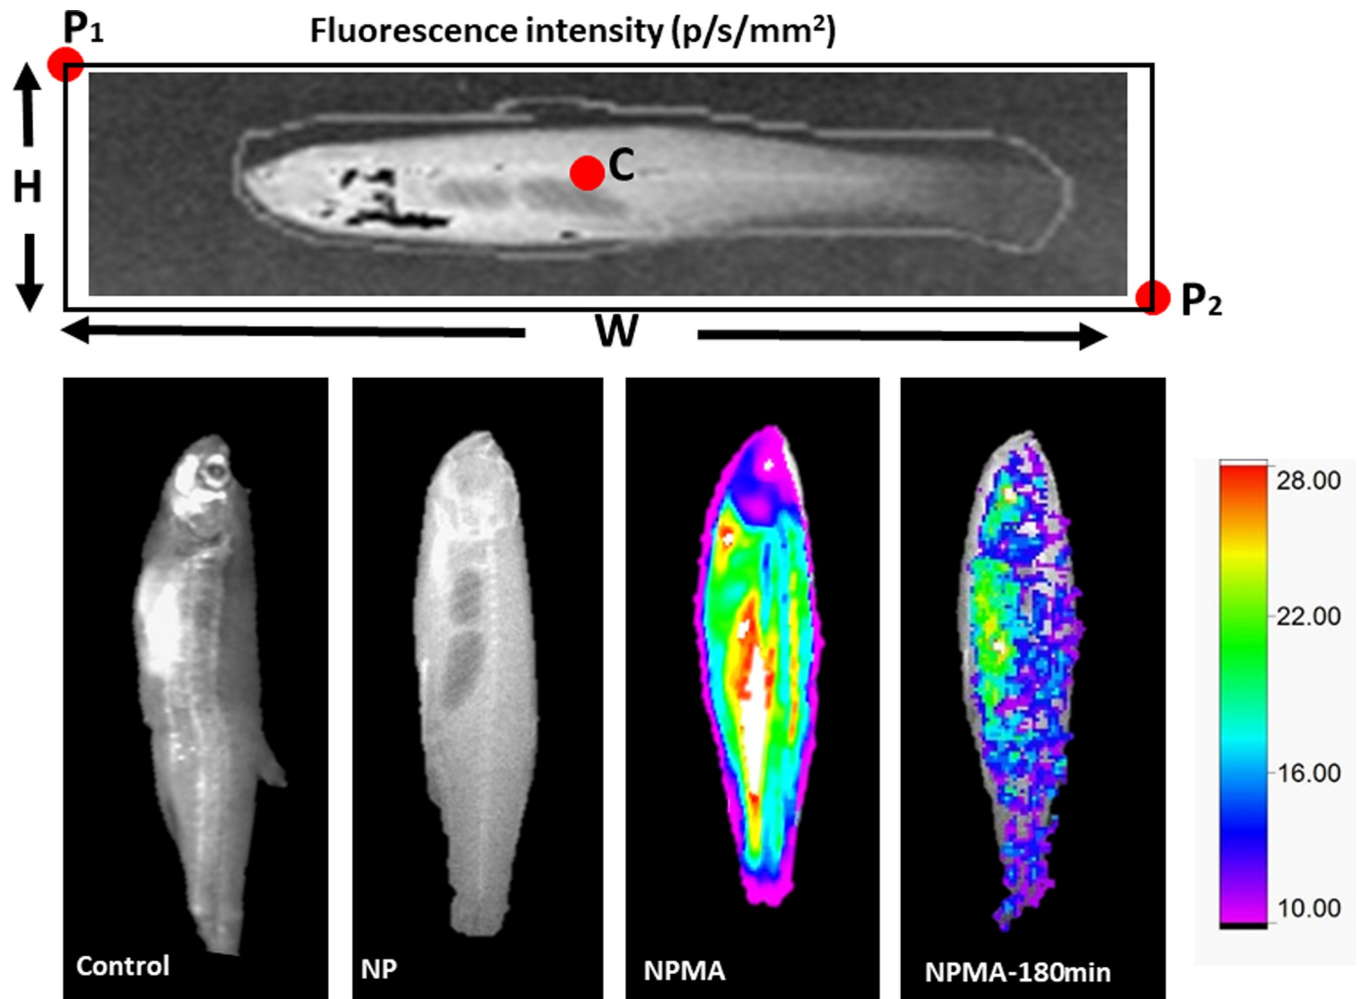 P₁
Fluorescence intensity (p/s/mm²)
H
C
P₂
W
Control
NP
NPMA
NPMA-180min
28.00
22.00
16.00
10.00